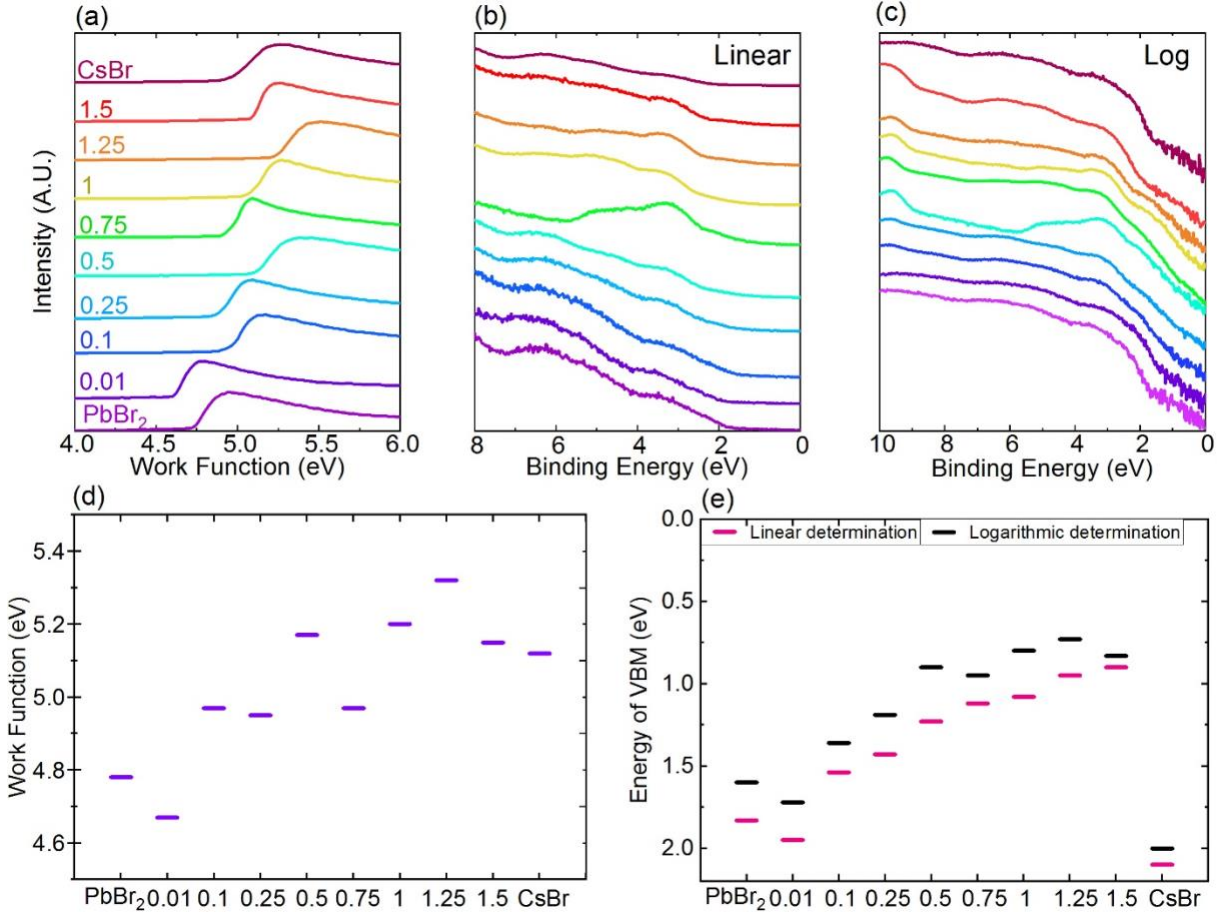 (a)
(b)
(c)
CsBr
1.5
1.25
1
0.75
0.5
0.25
0.1
0.01
PbBr₂
Intensity (A.U.)
4.0 4.5 5.0 5.5 6.0
Work Function (eV)
Linear
8 6 4 2 0
Binding Energy (eV)
Log
10 8 6 4 2 0
Binding Energy (eV)
(d)
Work Function (eV)
5.4
5.2
5.0
4.8
4.6
PbBr₂ 0.01 0.1 0.25 0.5 0.75 1 1.25 1.5 CsBr
(e)
Linear determination Logarithmic determination
Energy of VBM (eV)
0.0
0.5
1.0
1.5
2.0
PbBr₂ 0.01 0.1 0.25 0.5 0.75 1 1.25 1.5 CsBr